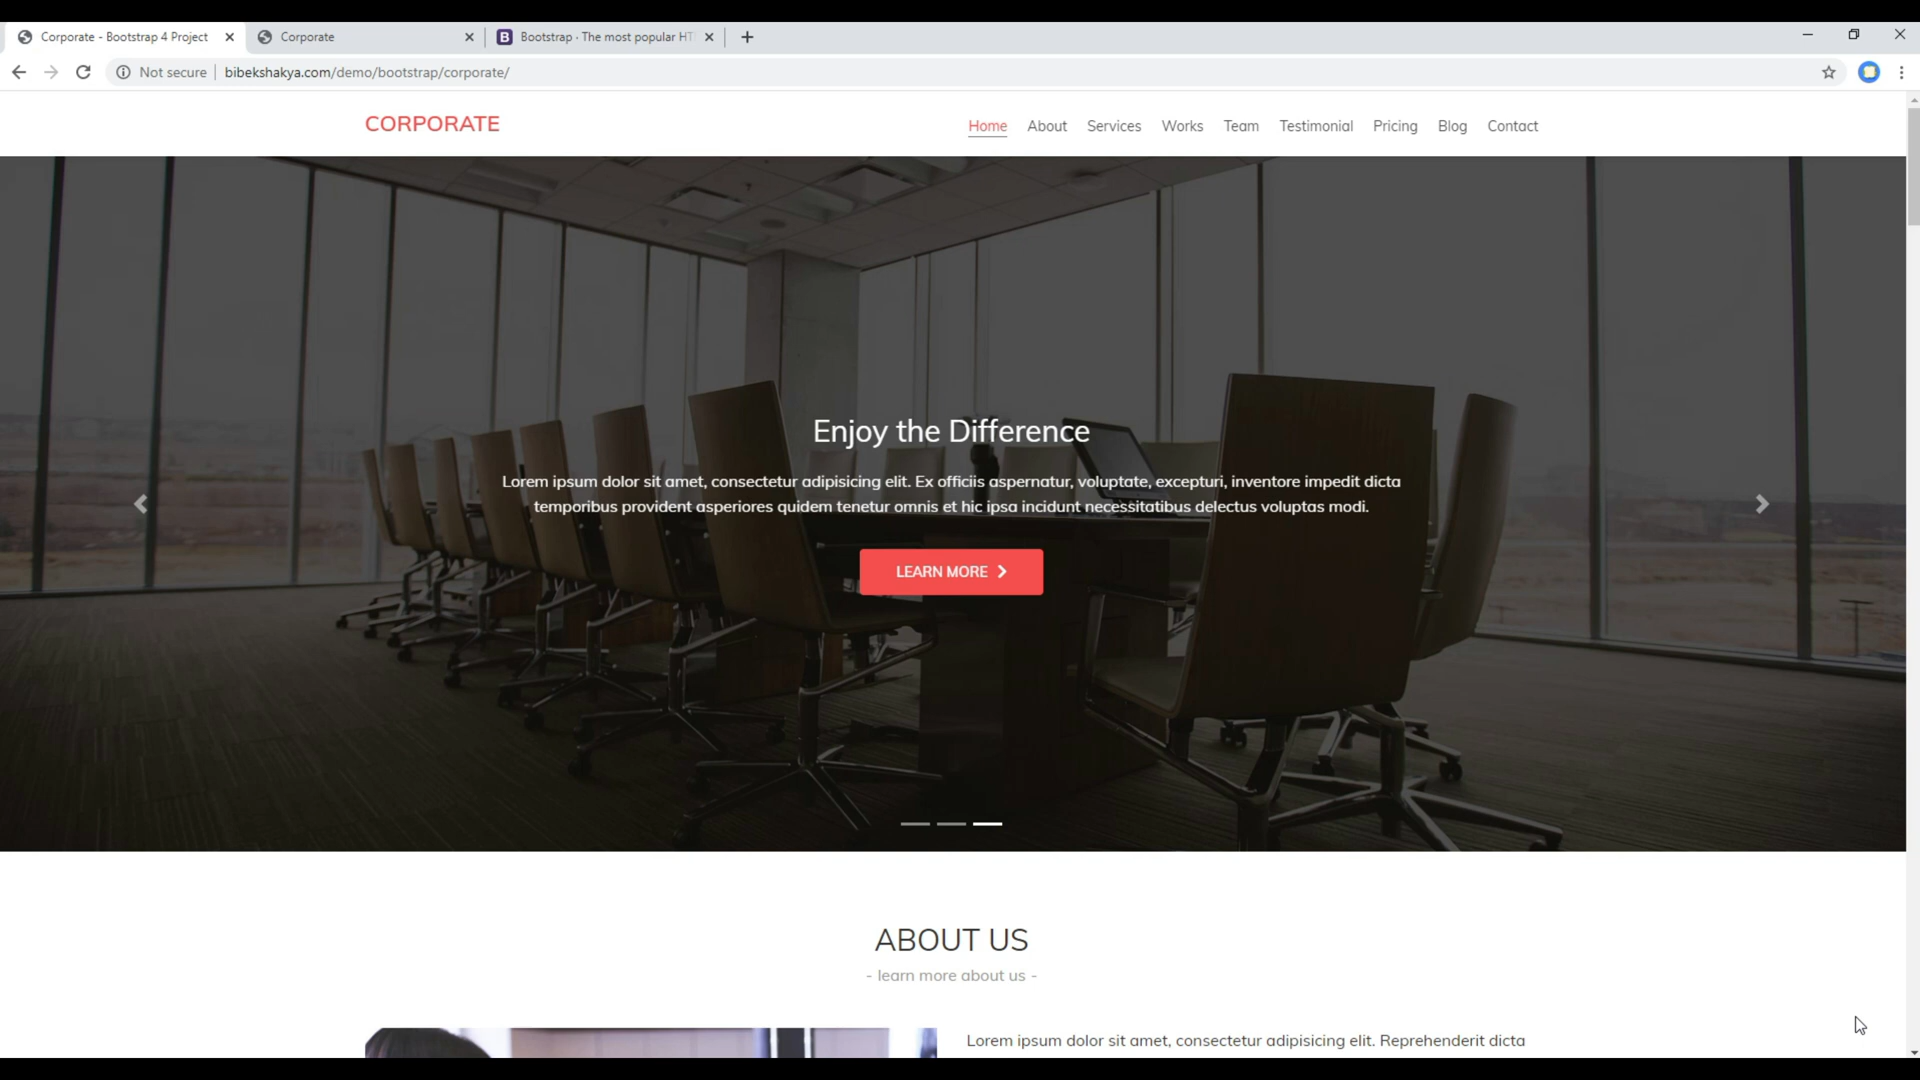 Corporate - Bootstrap 4 Project
Corporate
Bootstrap · The most popular HT
Not secure
bibekshakya.com/demo/bootstrap/corporate/
CORPORATE
Home About Services Works Team Testimonial Pricing Blog Contact
Enjoy the Difference
Lorem ipsum dolor sit amet, consectetur adipisicing elit. Ex officiis aspernatur, voluptate, excepturi, inventore impedit dicta
temporibus provident asperiores quidem tenetur omnis et hic ipsa incidunt necessitatibus delectus voluptas modi.
LEARN MORE
ABOUT US
- learn more about us -
Lorem ipsum dolor sit amet, consectetur adipisicing elit. Reprehenderit dicta